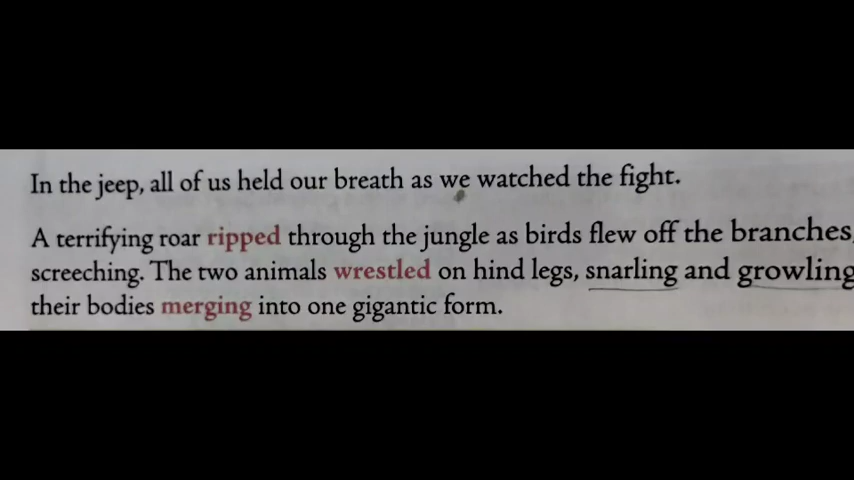 In the jeep, all of us held our breath as we watched the fight.
A terrifying roar ripped through the jungle as birds flew off the branches,
screeching. The two animals wrestled on hind legs, snarling and growling
their bodies merging into one gigantic form.